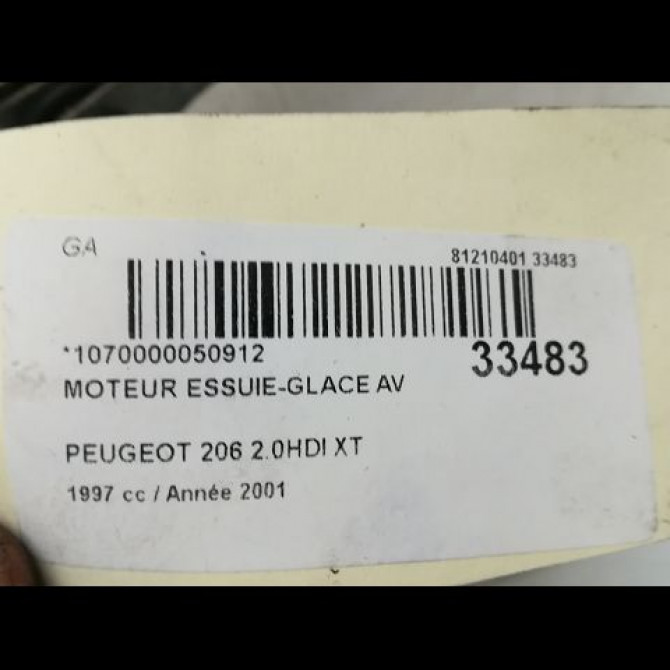 GA
81210401 33483
*1070000050912
33483
MOTEUR ESSUIE-GLACE AV
PEUGEOT 206 2.0HDI XT
1997 cc / Année 2001